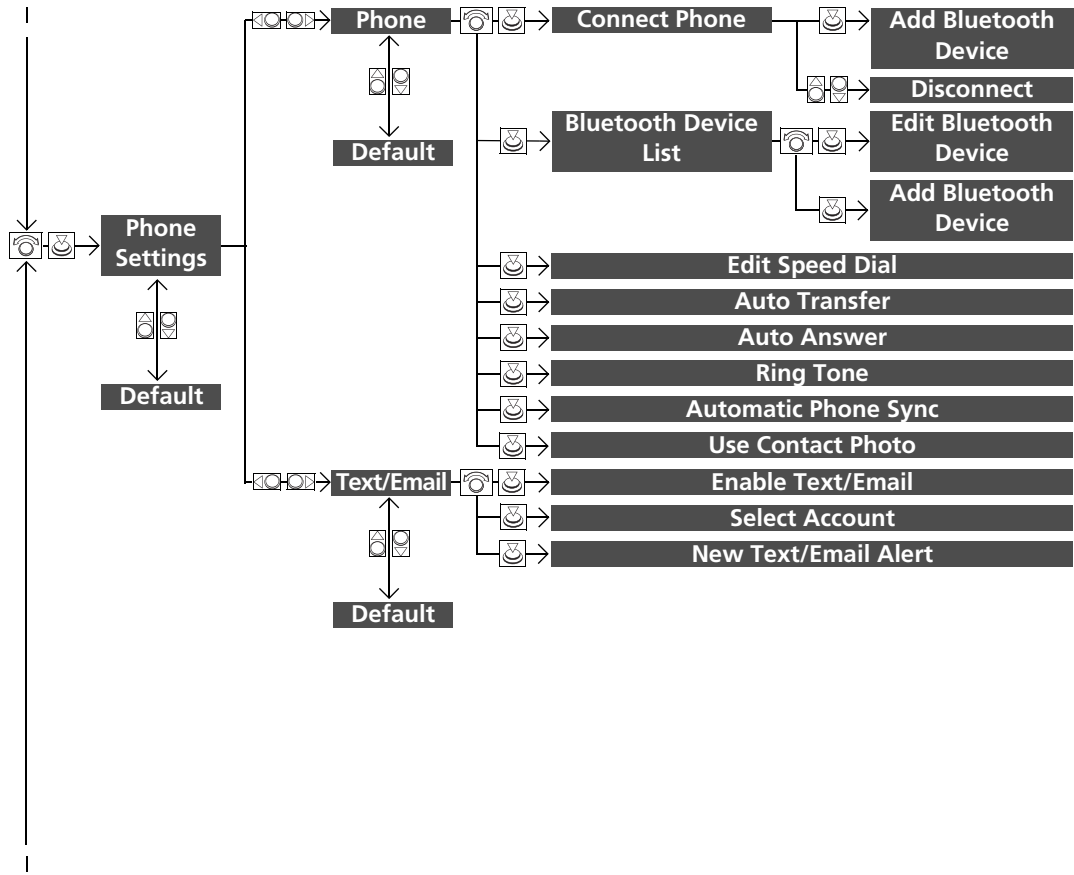 Phone
Connect Phone
Add Bluetooth
Device
Disconnect
Default
Bluetooth Device
List
Edit Bluetooth
Device
Add Bluetooth
Device
Phone
Settings
Default
Edit Speed Dial
Auto Transfer
Auto Answer
Ring Tone
Automatic Phone Sync
Use Contact Photo
Text/Email
Enable Text/Email
Select Account
New Text/Email Alert
Default